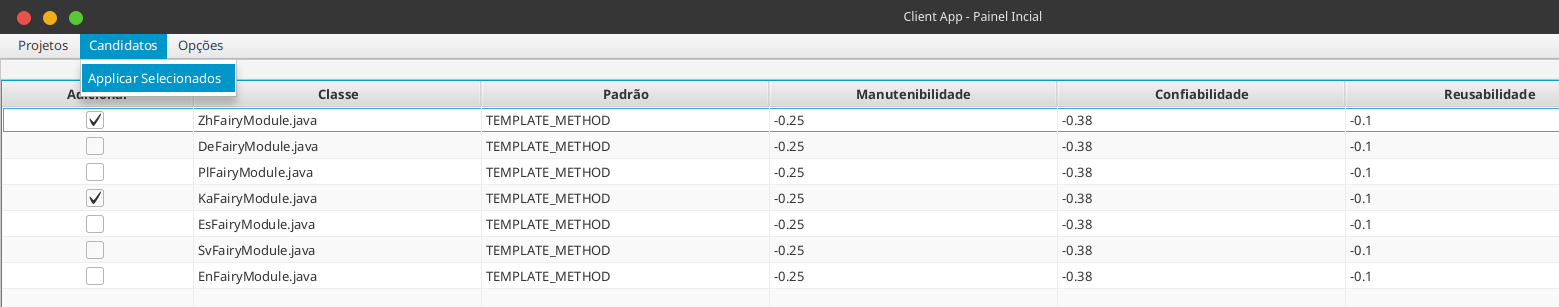 Client App - Painel Incial
Projetos Candidatos Opções
Applicar Selecionados
Adicionar Classe Padrão Manutenibilidade Confiabilidade Reusabilidade
ZhFairyModule.java TEMPLATE_METHOD -0.25 -0.38 -0.1
DeFairyModule.java TEMPLATE_METHOD -0.25 -0.38 -0.1
PlFairyModule.java TEMPLATE_METHOD -0.25 -0.38 -0.1
KaFairyModule.java TEMPLATE_METHOD -0.25 -0.38 -0.1
EsFairyModule.java TEMPLATE_METHOD -0.25 -0.38 -0.1
SvFairyModule.java TEMPLATE_METHOD -0.25 -0.38 -0.1
EnFairyModule.java TEMPLATE_METHOD -0.25 -0.38 -0.1